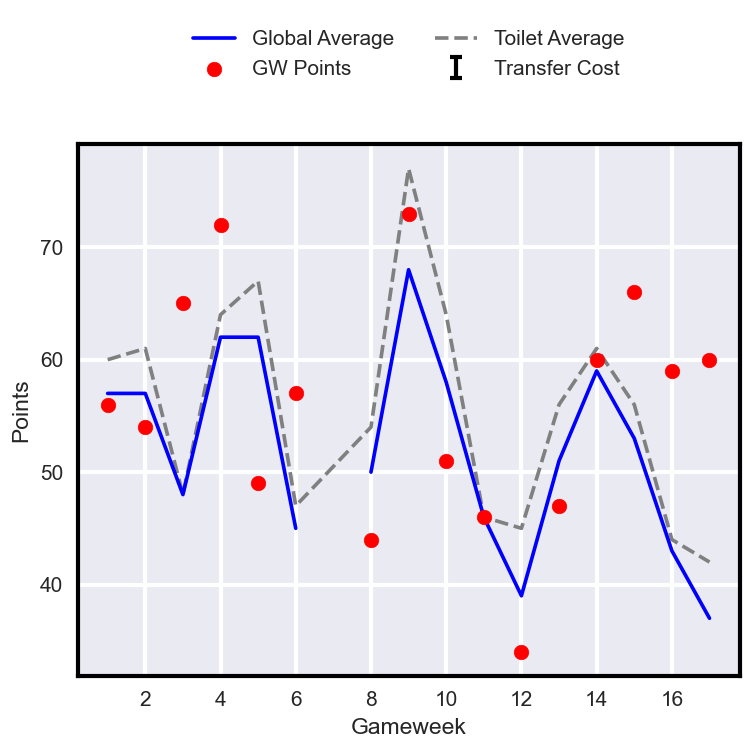 Global Average
GW Points
Toilet Average
Transfer Cost
Points
70
60
50
40
2 4 6 8 10 12 14 16
Gameweek